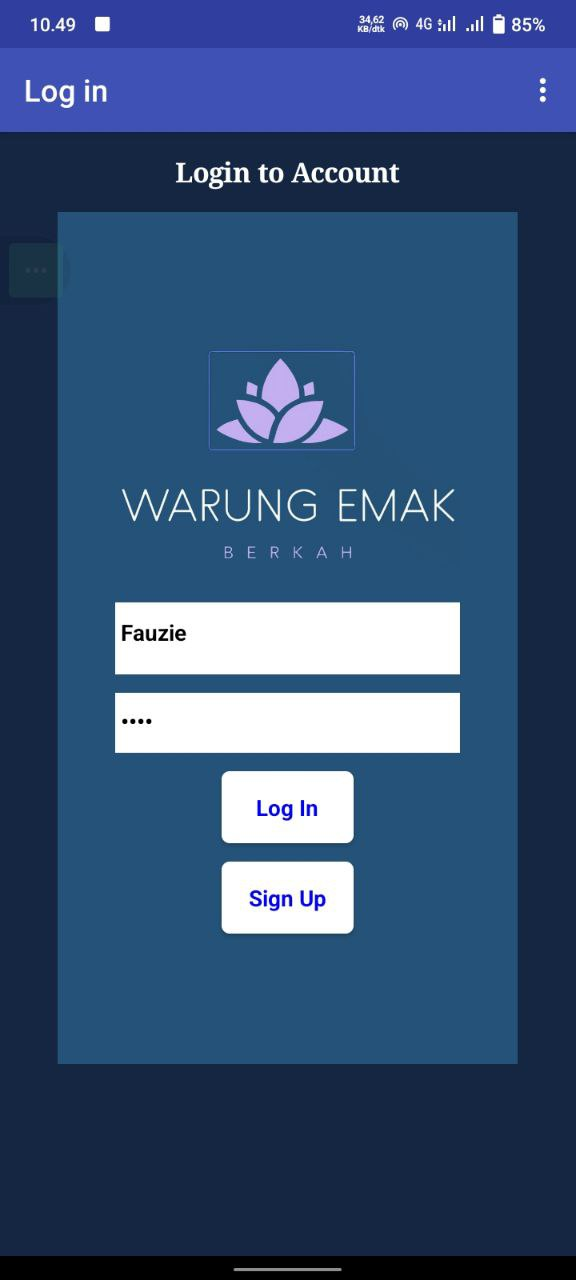 10.49
34,62
KB/dtk
4G
85%
Log in
Login to Account
WARUNG EMAK
BERKAH
Fauzie
••••
Log In
Sign Up